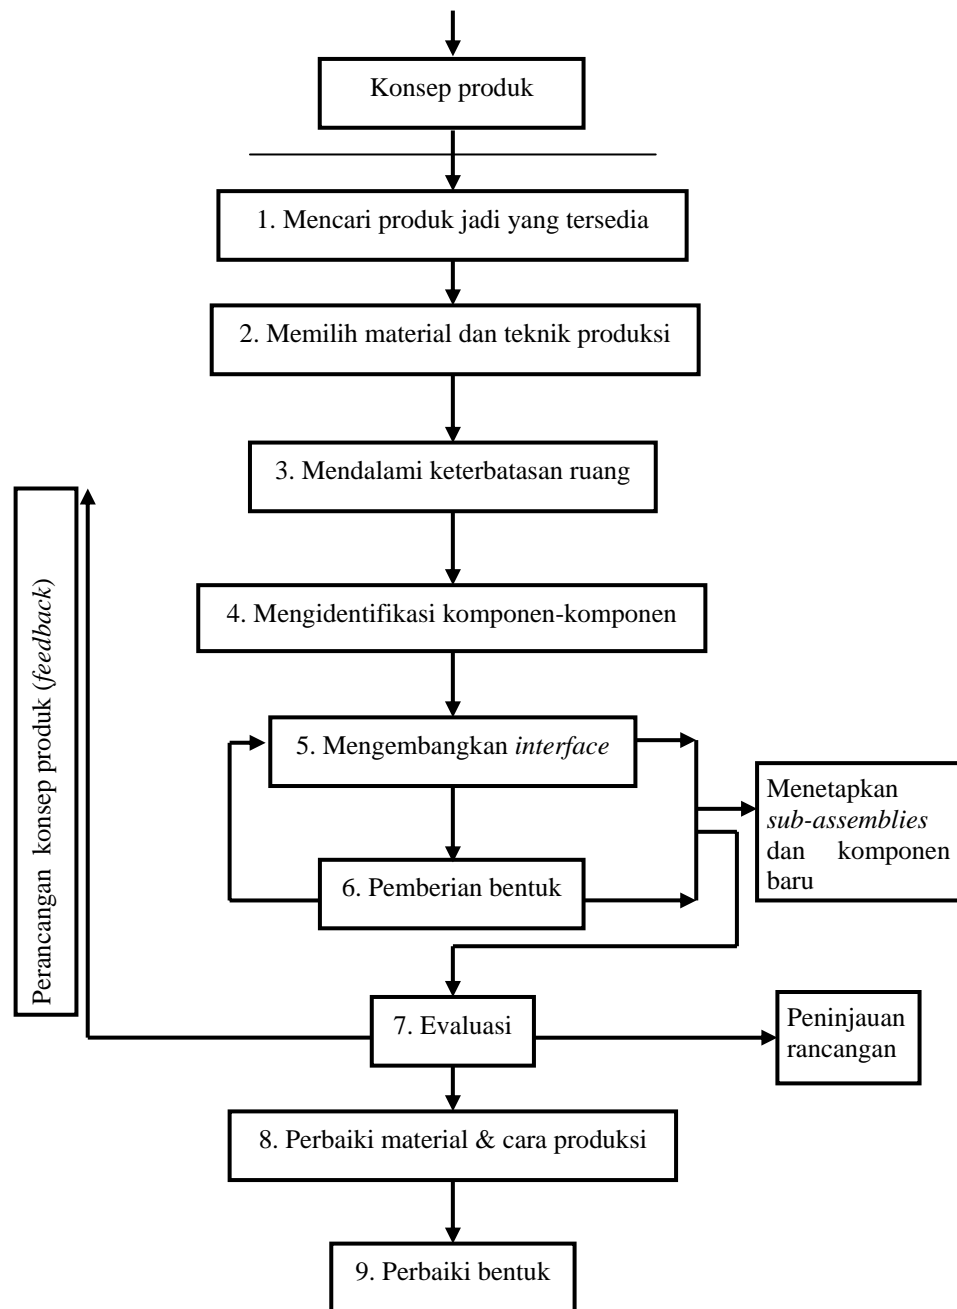 Konsep produk
1. Mencari produk jadi yang tersedia
2. Memilih material dan teknik produksi
3. Mendalami keterbatasan ruang
4. Mengidentifikasi komponen-komponen
Perancangan konsep produk (feedback)
5. Mengembangkan interface
Menetapkan
sub-assemblies
dan komponen
baru
6. Pemberian bentuk
7. Evaluasi
Peninjauan
rancangan
8. Perbaiki material & cara produksi
9. Perbaiki bentuk